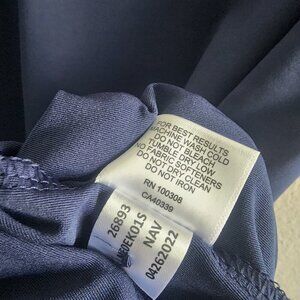 FOR BEST RESULTS
MACHINE WASH COLD
DO NOT BLEACH
TUMBLE DRY LOW
NO FABRIC SOFTENERS
DO NOT DRY CLEAN
DO NOT IRON
RN 100308
CA40339
26893
NAV
04262022